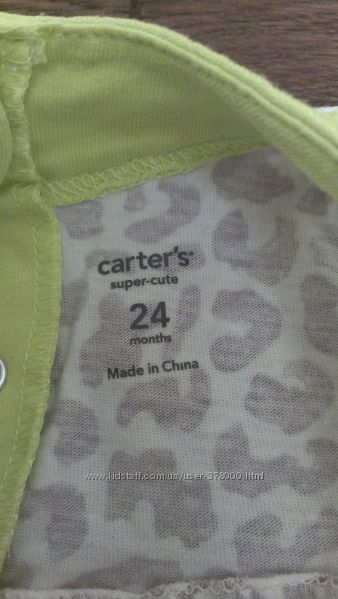 carter's
super-cute
24
months
Made in China
www.kidstaff.com.ua/user-378000.html